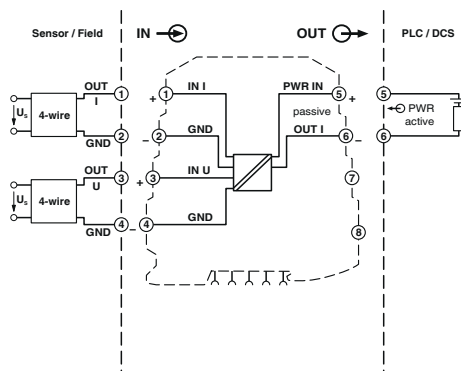 Sensor / Field
IN
OUT
PLC / DCS
OUT
I
1
+
1
IN I
PWR IN
5
+
5
Us
4-wire
passive
PWR
active
GND
2
–
2
GND
OUT I
6
–
6
OUT
U
3
+
3
IN U
7
Us
4-wire
GND
4
–
4
GND
8